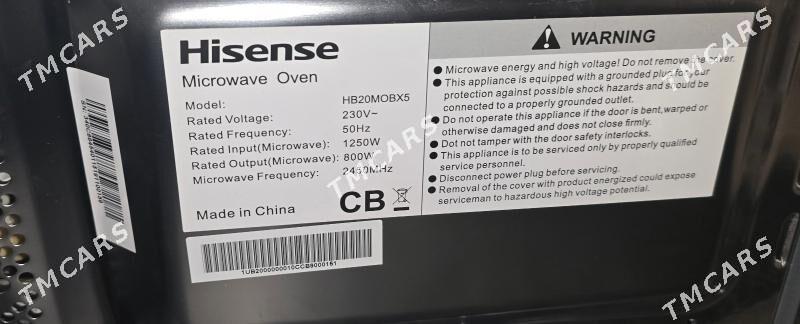 Hisense
Microwave Oven
Model: HB20MOBX5
Rated Voltage: 230V~
Rated Frequency: 50Hz
Rated Input(Microwave): 1250W
Rated Output(Microwave): 800W
Microwave Frequency: 2450MHz
Made in China
CB
WARNING
● Microwave energy and high voltage! Do not remove the cover.
● This appliance is equipped with a grounded plug for your
protection against possible shock hazards and should be
connected to a properly grounded outlet.
● Do not operate this appliance if the door is bent,warped or
otherwise damaged and does not close firmly.
● Dot not tamper with the door safety interlocks.
● This appliance is to be serviced only by properly qualified
service personnel.
● Disconnect power plug before servicing.
● Removal of the cover with product energized could expose
serviceman to hazardous high voltage potential.
TMCARS
TMCARS
TMCARS
TMCARS
TMCARS
TMCARS
TMCARS
TMCARS